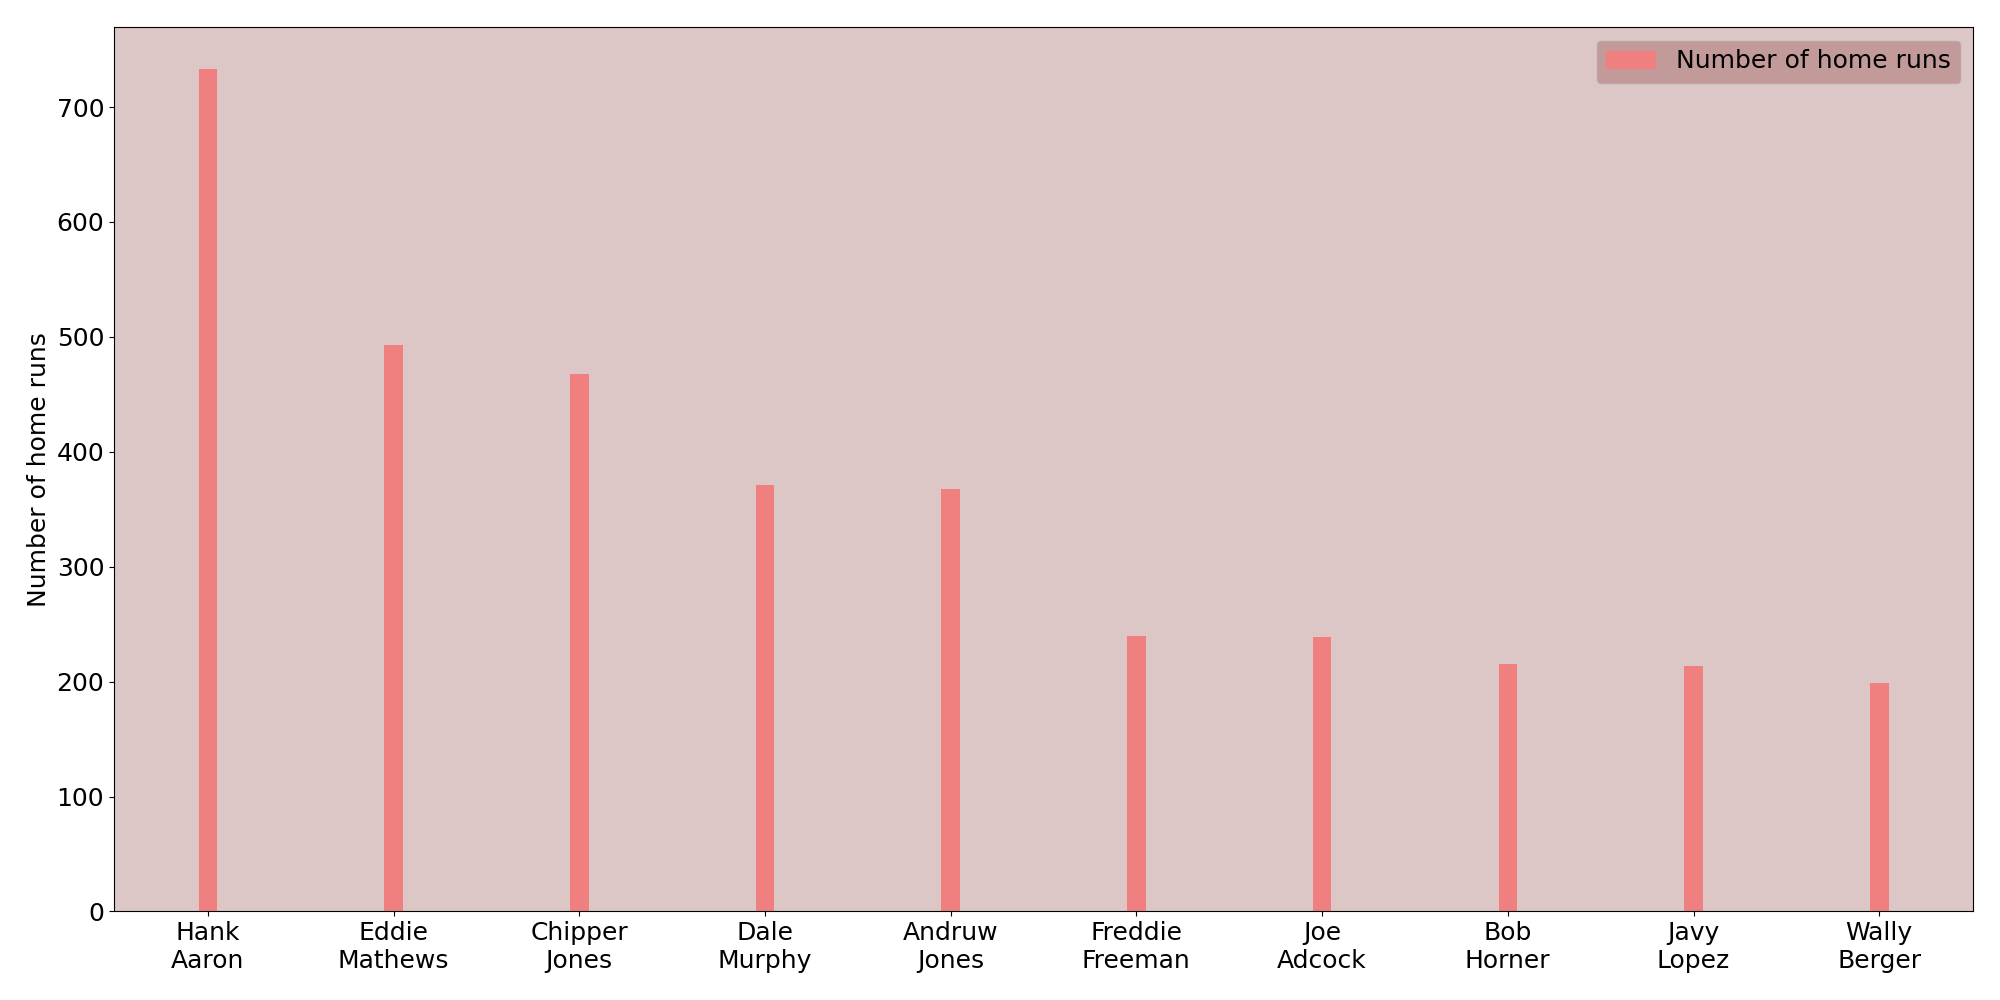 Number of home runs
700
600
500
400
300
200
100
0
Number of home runs
Hank
Aaron
Eddie
Mathews
Chipper
Jones
Dale
Murphy
Andruw
Jones
Freddie
Freeman
Joe
Adcock
Bob
Horner
Javy
Lopez
Wally
Berger